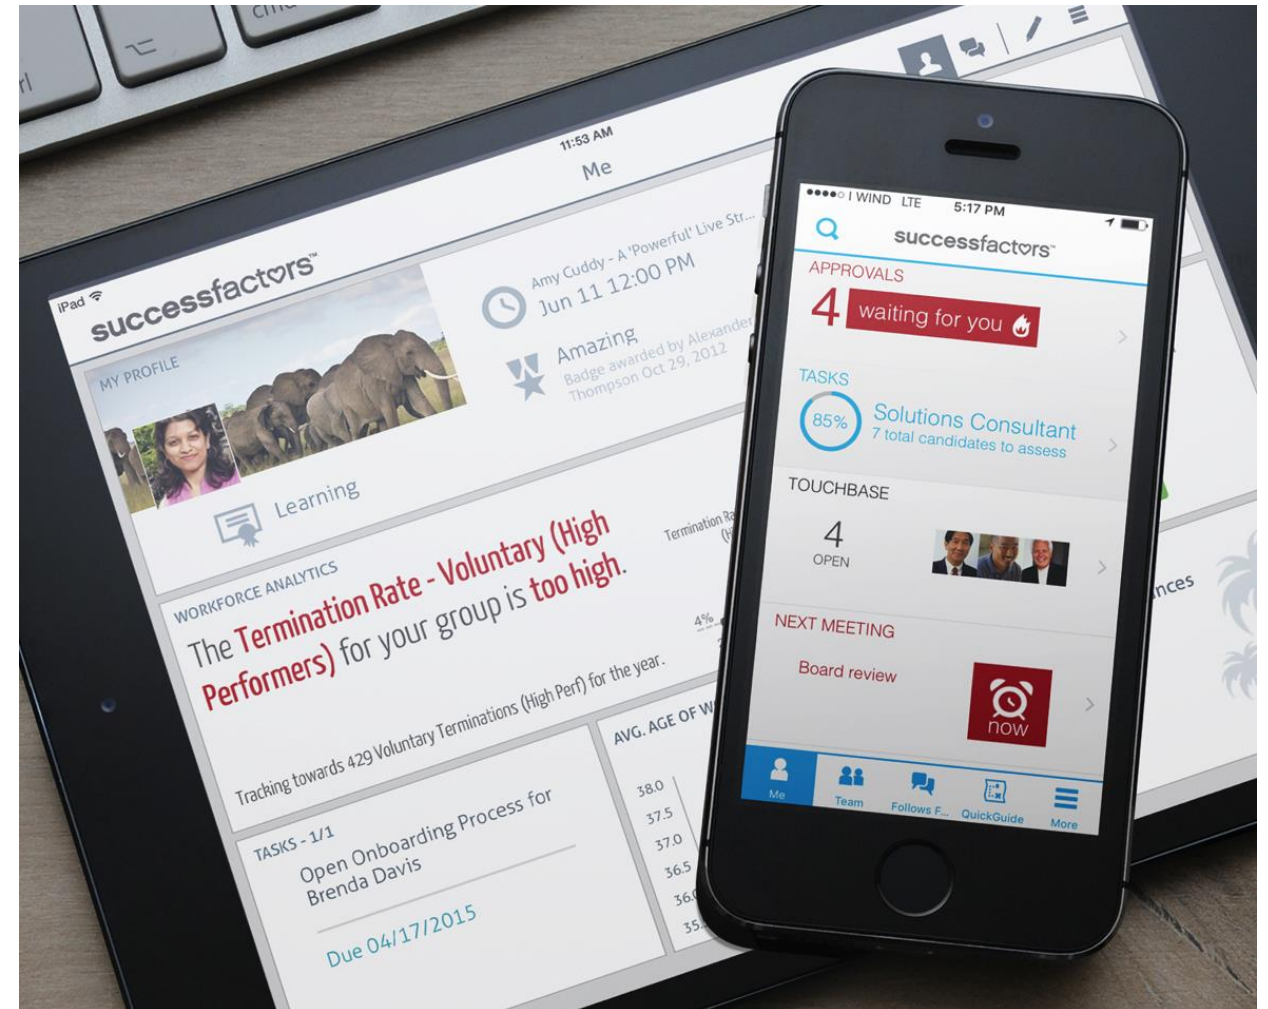 cmd
iPad
11:53 AM
Me
successfactors™
MY PROFILE
Amy Cuddy - A 'Powerful' Live Str...
Jun 11 12:00 PM
Amazing
Badge awarded by Alexander
Thompson Oct 29, 2012
Learning
WORKFORCE ANALYTICS
The Termination Rate - Voluntary (High
Performers) for your group is too high.
Tracking towards 429 Voluntary Terminations (High Perf) for the year.
Termination
4%
TASKS - 1/1
Open Onboarding Process for
Brenda Davis
Due 04/17/2015
AVG. AGE OF
38.0
37.5
37.0
36.5
I WIND LTE 5:17 PM
successfactors™
APPROVALS
4 waiting for you
TASKS
85%
Solutions Consultant
7 total candidates to assess
TOUCHBASE
4
OPEN
NEXT MEETING
Board review
now
Me Team Follows F... QuickGuide More